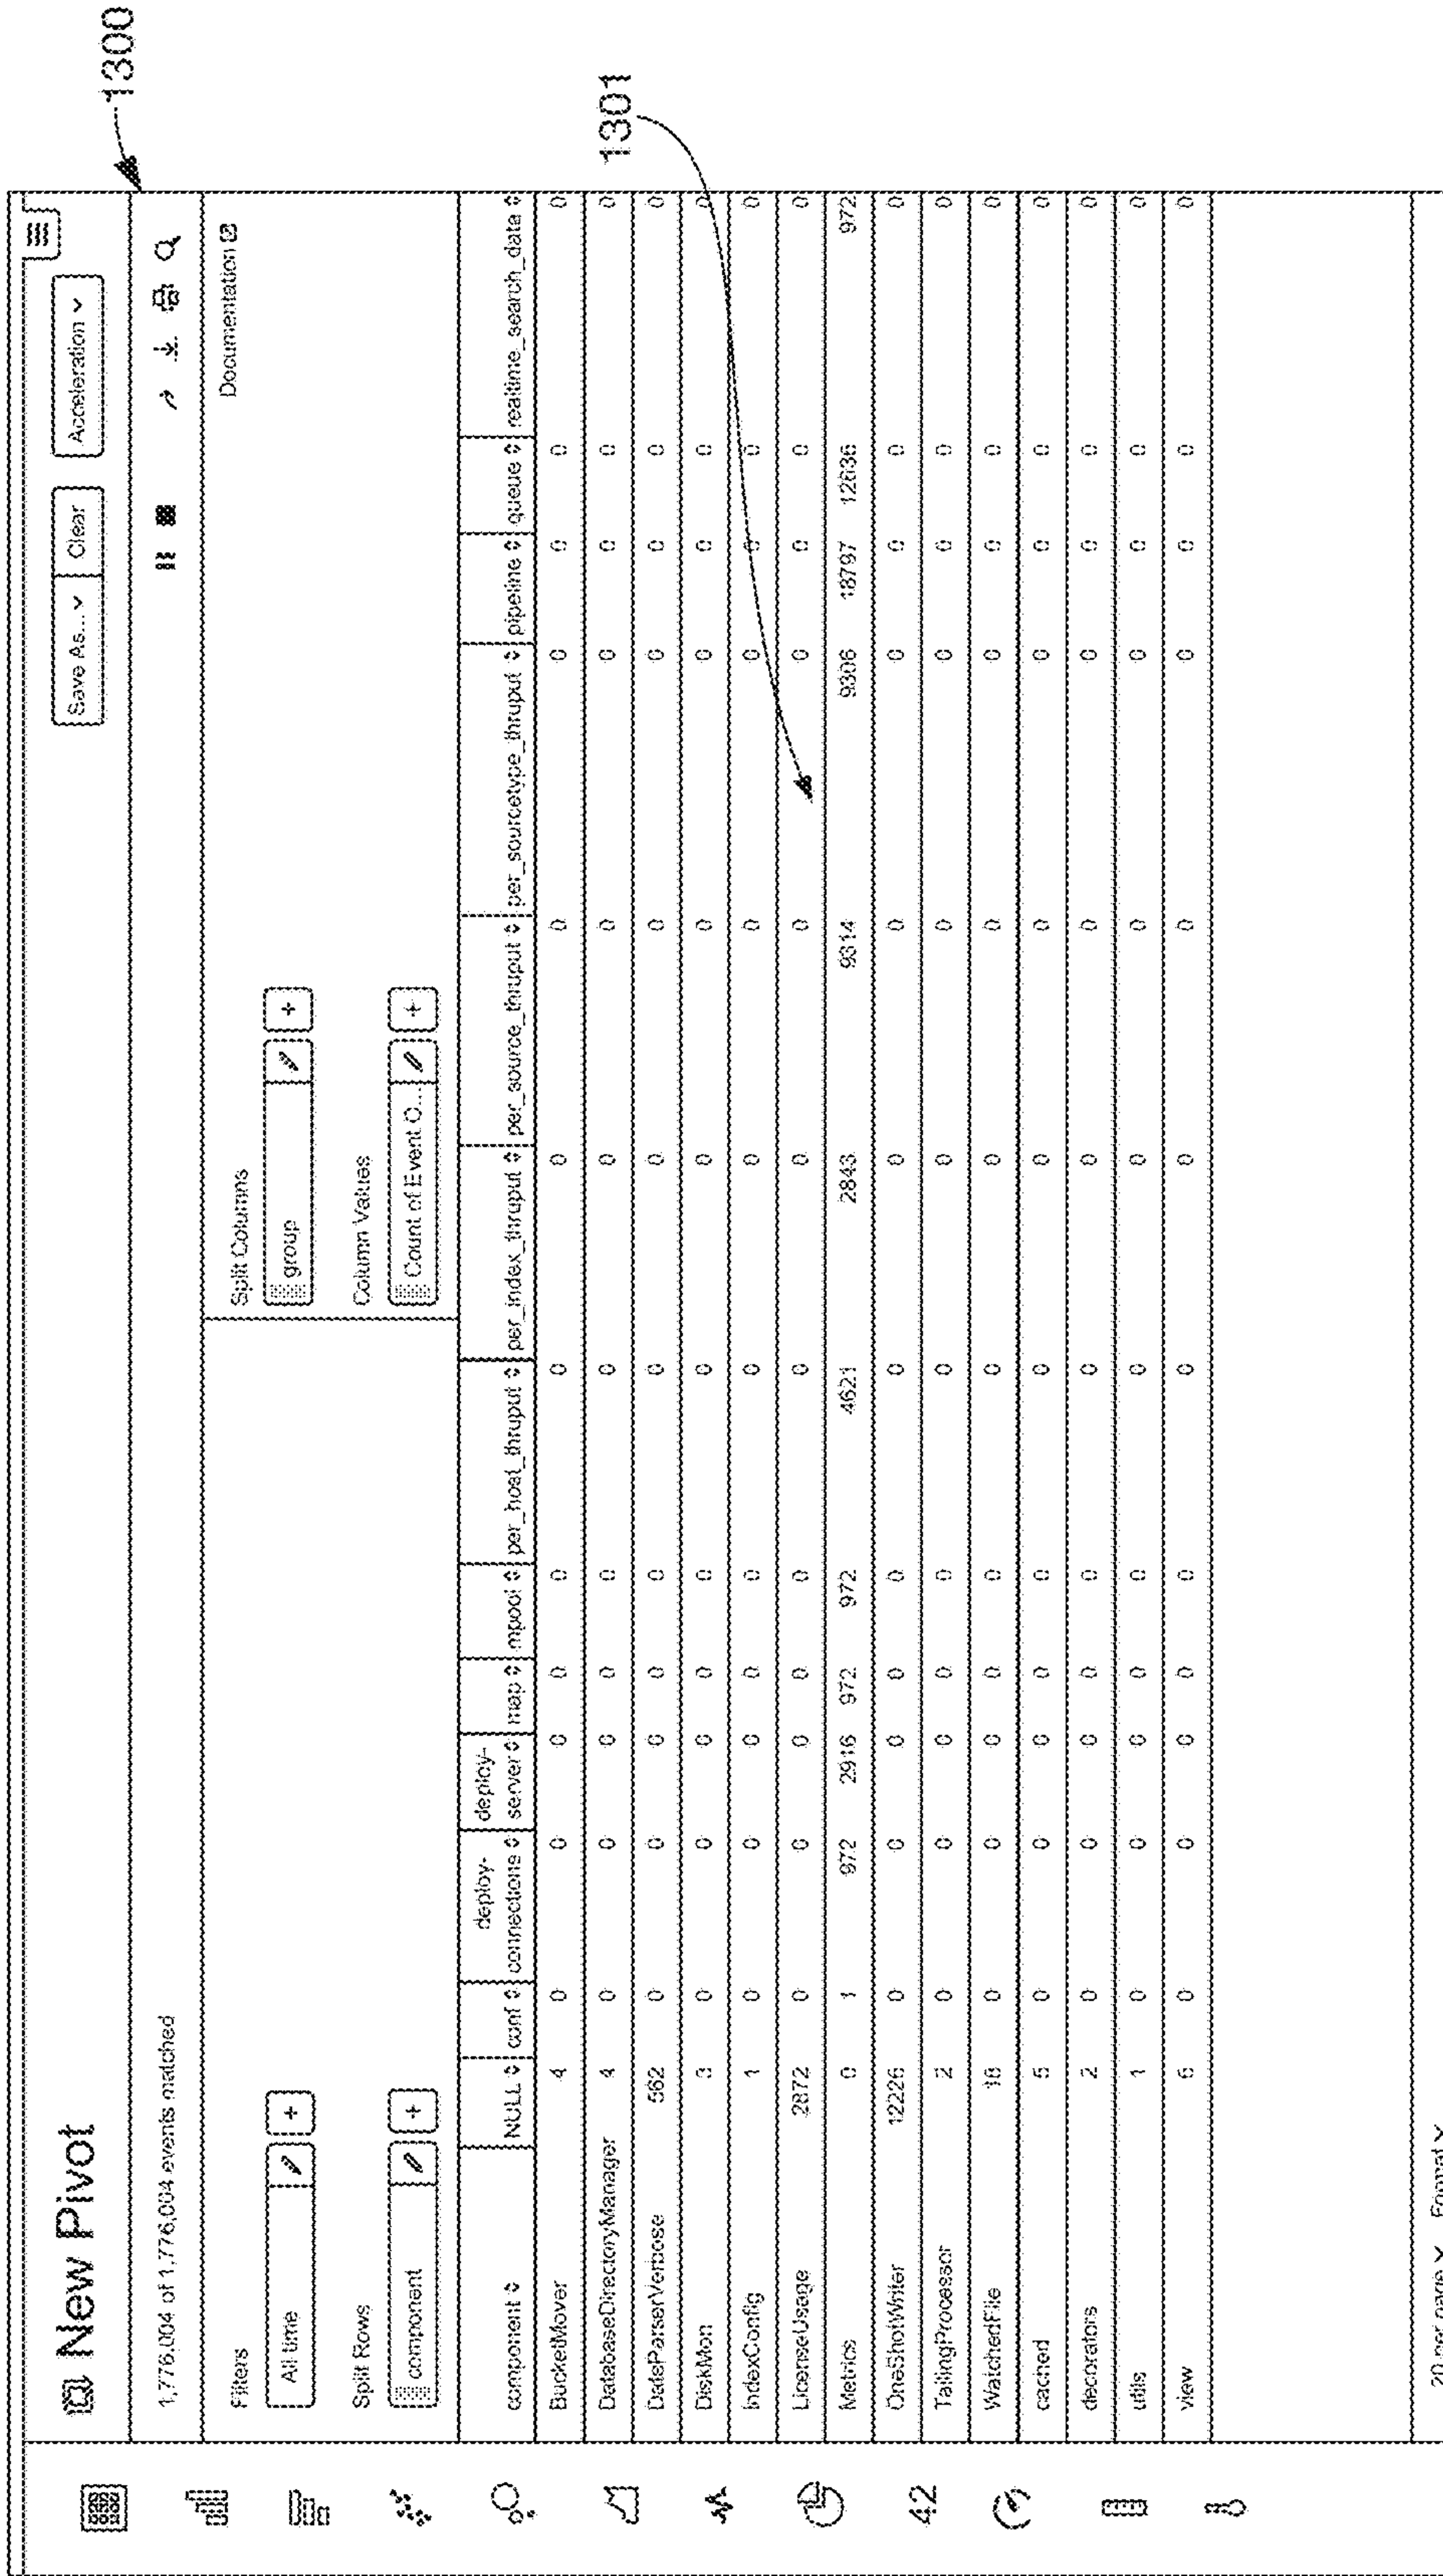 1300
1301
New Pivot
Save As... Clear Acceleration
1,776,004 of 1,776,004 events matched
Filters Split Columns Documentation
All time + group +
Split Rows Column Values
component + Count of Event O... +
component NULL conf deploy-connections deploy-server map mpool per_host_thruput per_index_thruput per_source_thruput per_sourcetype_thruput pipeline queue realtime_search_data
BucketMover 4 0 0 0 0 0 0 0 0 0 0 0 0
DatabaseDirectoryManager 4 0 0 0 0 0 0 0 0 0 0 0 0
DateParserVerbose 562 0 0 0 0 0 0 0 0 0 0 0 0
DiskMon 3 0 0 0 0 0 0 0 0 0 0 0 0
IndexConfig 1 0 0 0 0 0 0 0 0 0 0 0 0
LicenseUsage 2872 0 0 0 0 0 0 0 0 0 0 0 0
Metrics 0 1 972 2916 972 972 4621 2843 9314 9306 18797 12636 972
OneShotWriter 12226 0 0 0 0 0 0 0 0 0 0 0 0
TailingProcessor 2 0 0 0 0 0 0 0 0 0 0 0 0
WatchedFile 0 0 0 0 0 0 0 0 0 0 0 0
cached 5 0 0 0 0 0 0 0 0 0 0 0 0
decorators 2 0 0 0 0 0 0 0 0 0 0 0 0
utils 1 0 0 0 0 0 0 0 0 0 0 0 0
view 6 0 0 0 0 0 0 0 0 0 0 0 0
42
20 per page Format